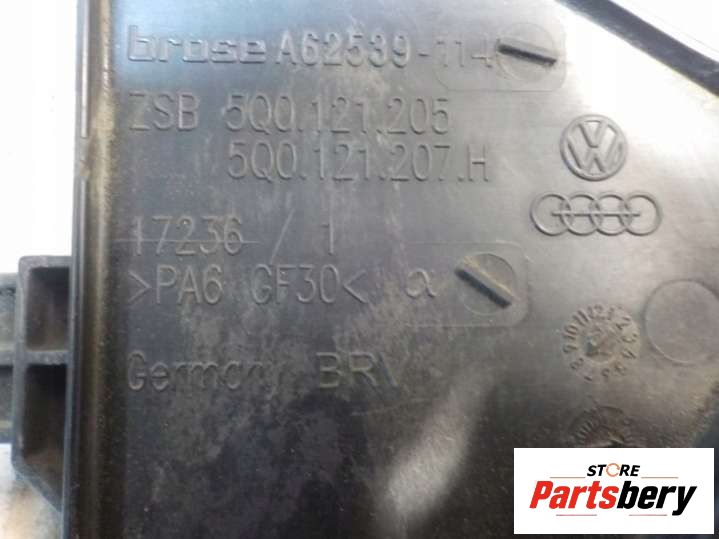 brose A62539-114
ZSB 5Q0.121.205
5Q0.121.207.H
17236 / 1
>PA6 GF30<
Germany BRV
STORE
Partsbery